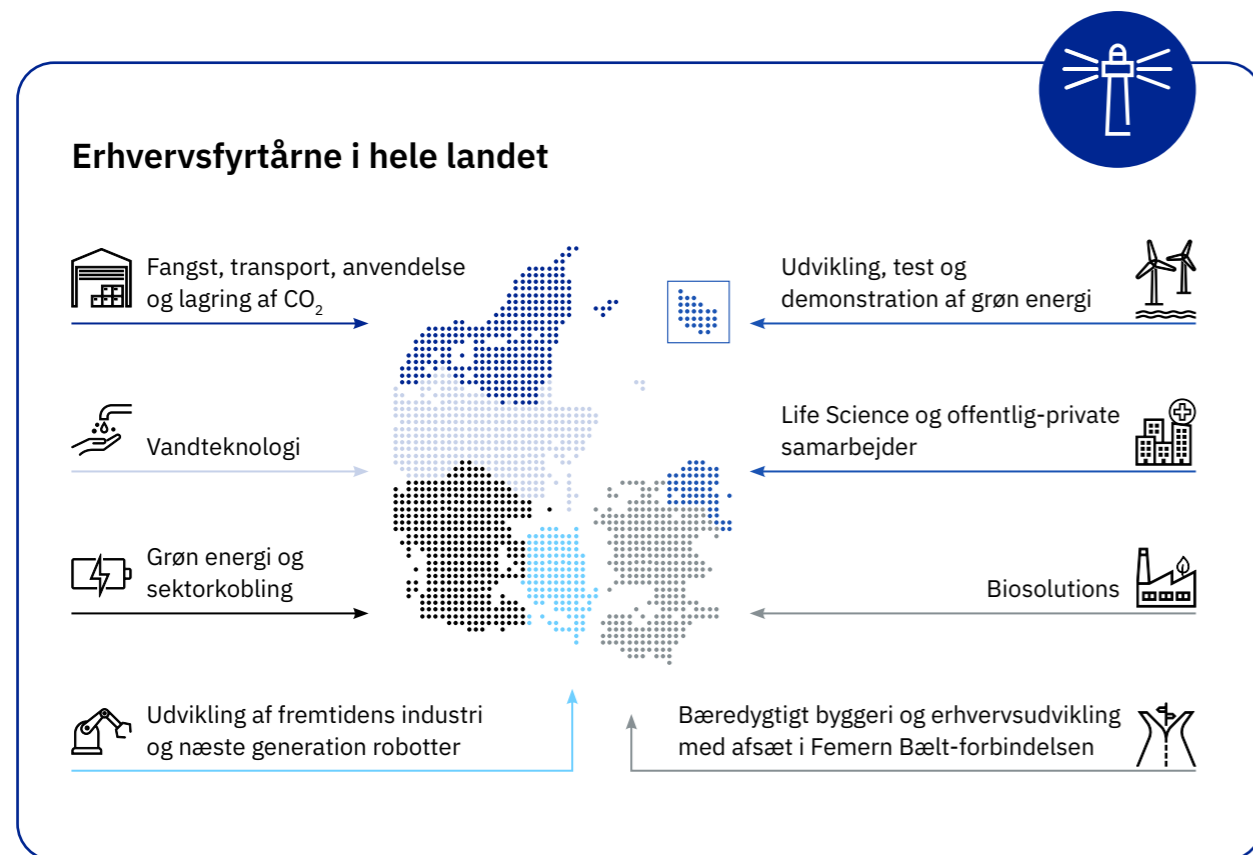 Erhvervsfyrtårne i hele landet
Fangst, transport, anvendelse
og lagring af CO₂
Vandteknologi
Grøn energi og
sektorkobling
Udvikling af fremtidens industri
og næste generation robotter
Udvikling, test og
demonstration af grøn energi
Life Science og offentlig-private
samarbejder
Biosolutions
Bæredygtigt byggeri og erhvervsudvikling
med afsæt i Femern Bælt-forbindelsen